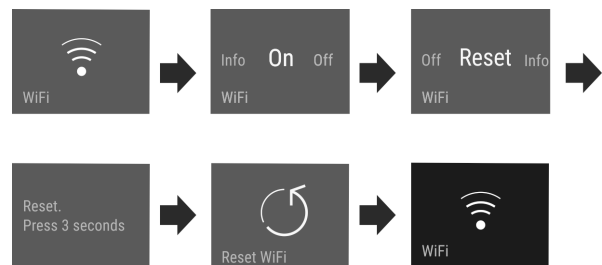 WiFi
Info On Off
WiFi
Off Reset Info
WiFi
Reset.
Press 3 seconds
Reset WiFi
WiFi